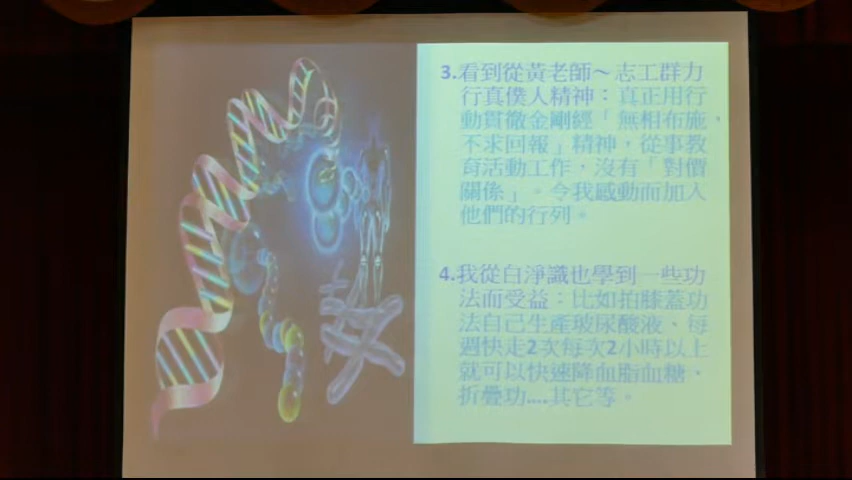 3.看到從黃老師～志工群力
行真僕人精神：真正用行
動貫徹金剛經「無相布施，
不求回報」精神，從事教
育活動工作，沒有「對價
關係」。令我感動而加入
他們的行列。
4.我從白淨識也學到一些功
法而受益：比如拍膝蓋功
法自己生產玻尿酸液、每
週快走2次每次2小時以上
就可以快速降血脂血糖、
折疊功....其它等。